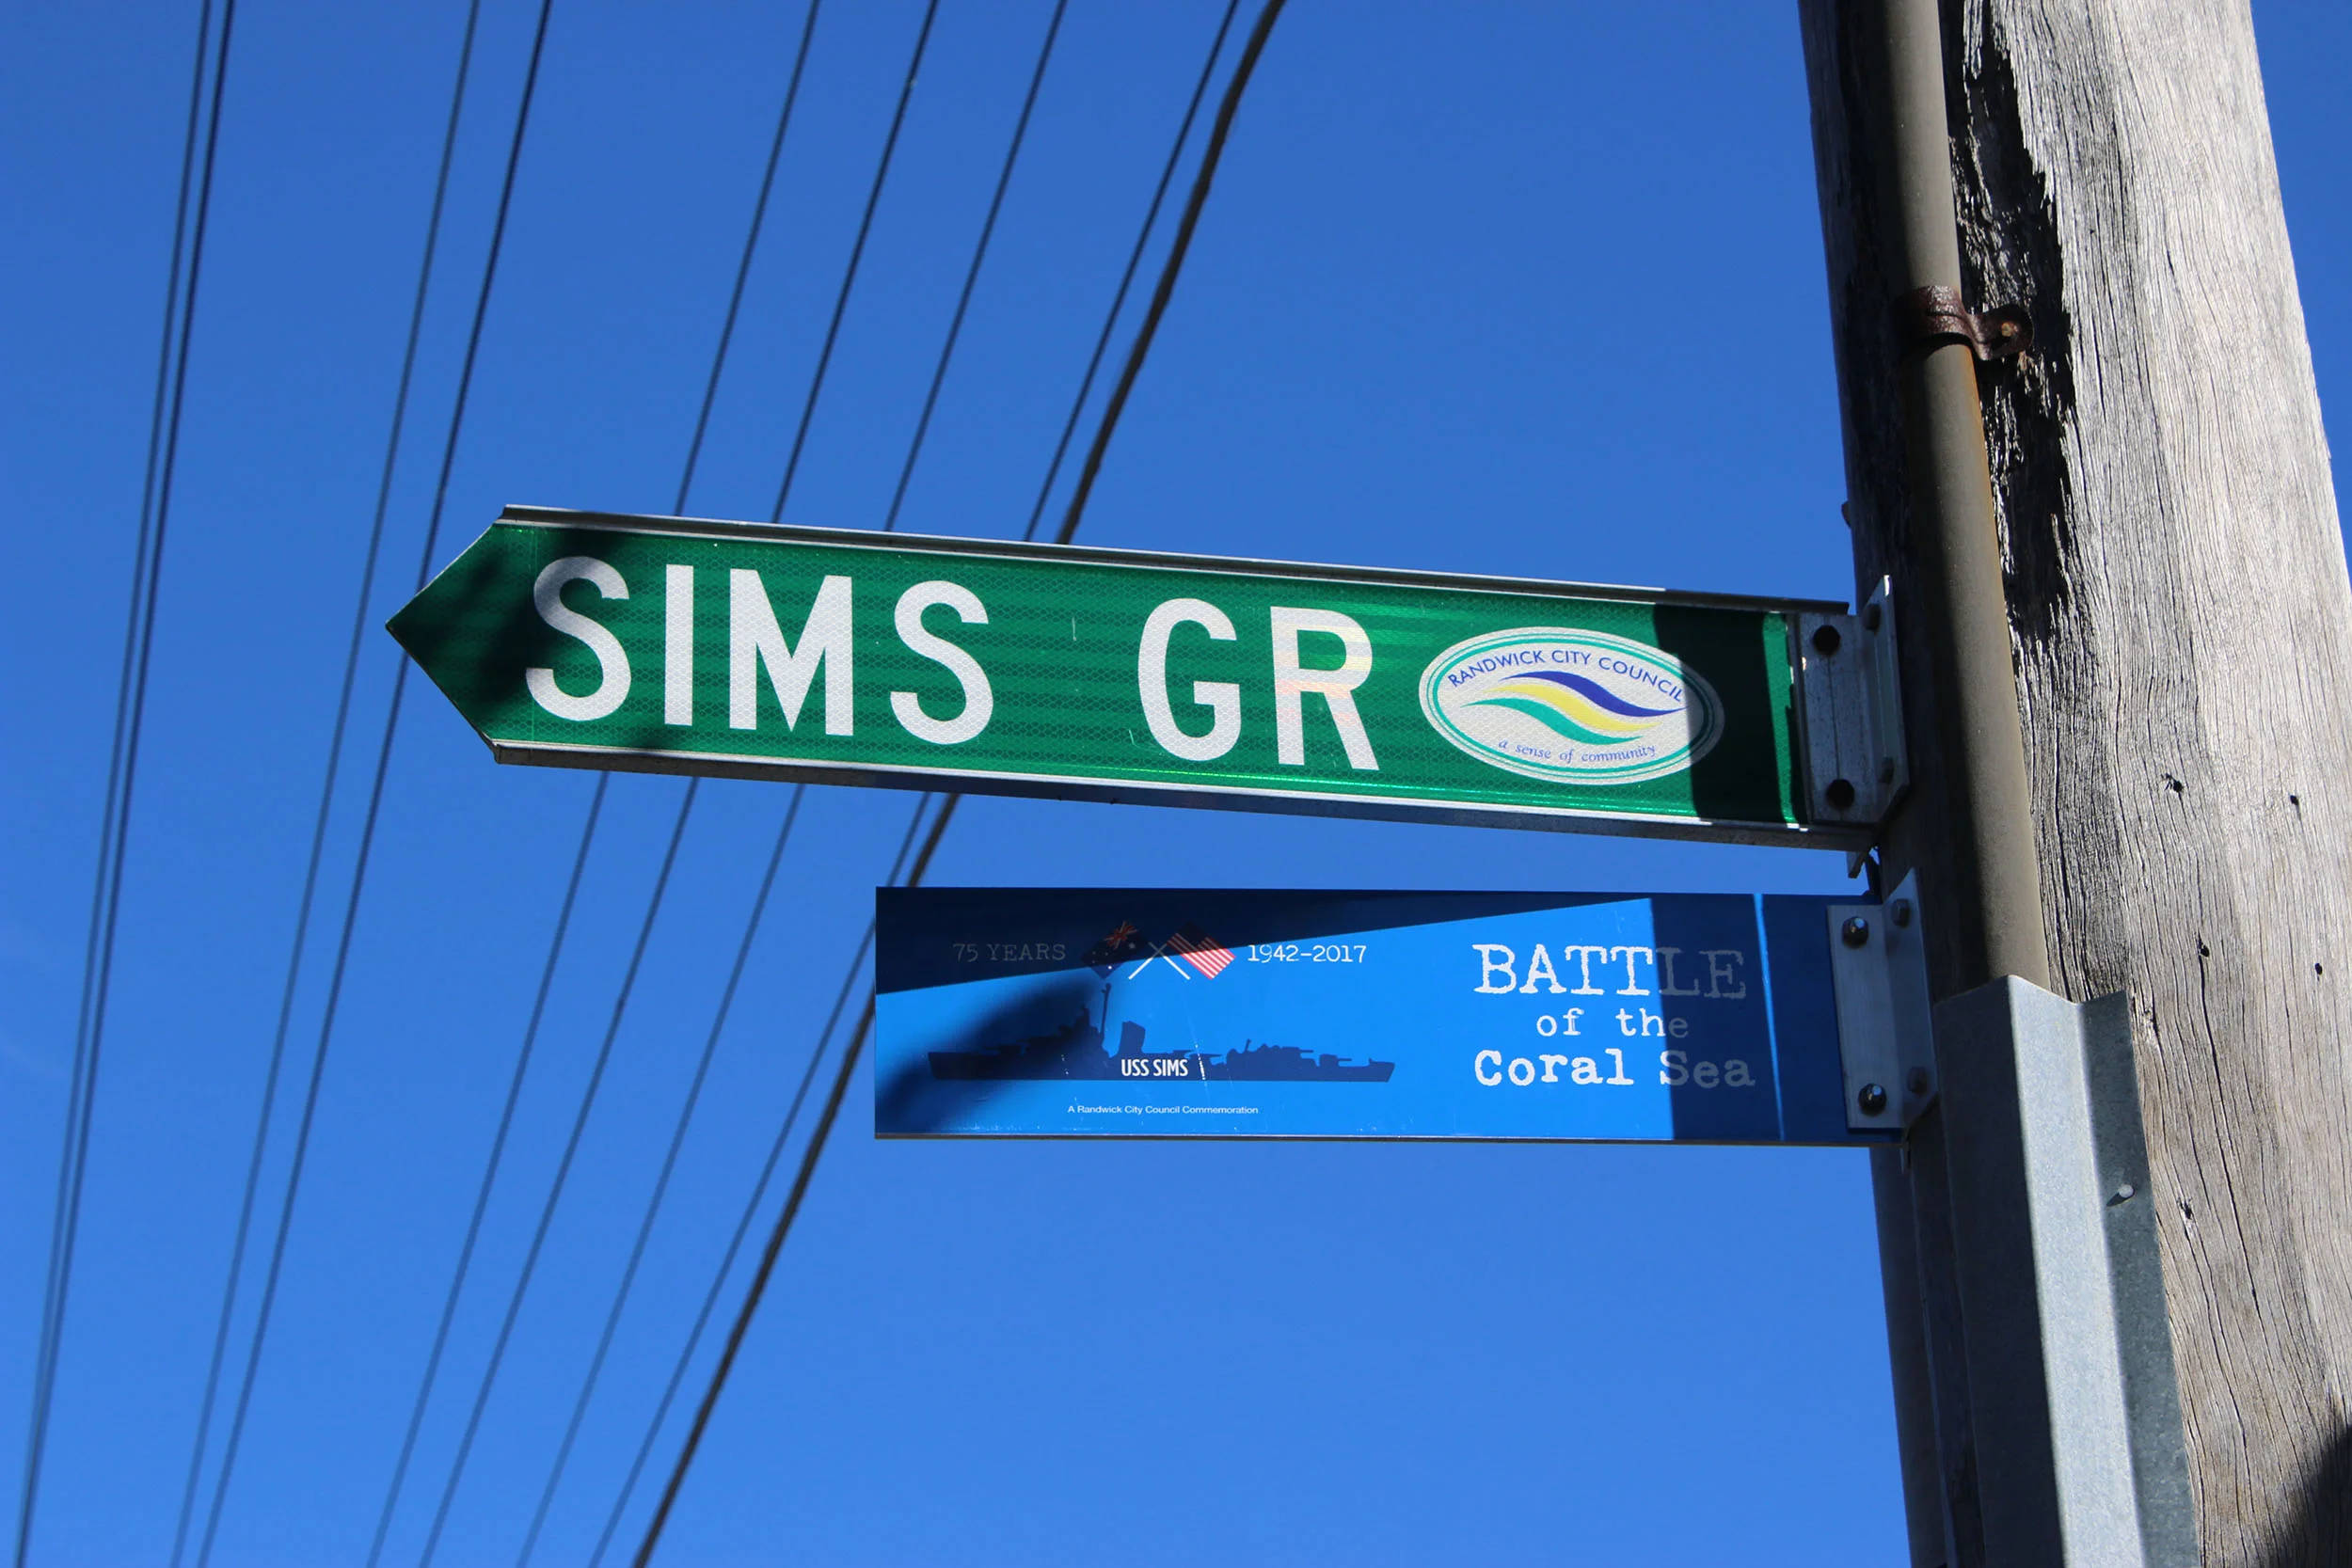 SIMS GR
RANDWICK CITY COUNCIL
a sense of community
75 YEARS 1942-2017
USS SIMS
A Randwick City Council Commemoration
BATTLE
of the
Coral Sea